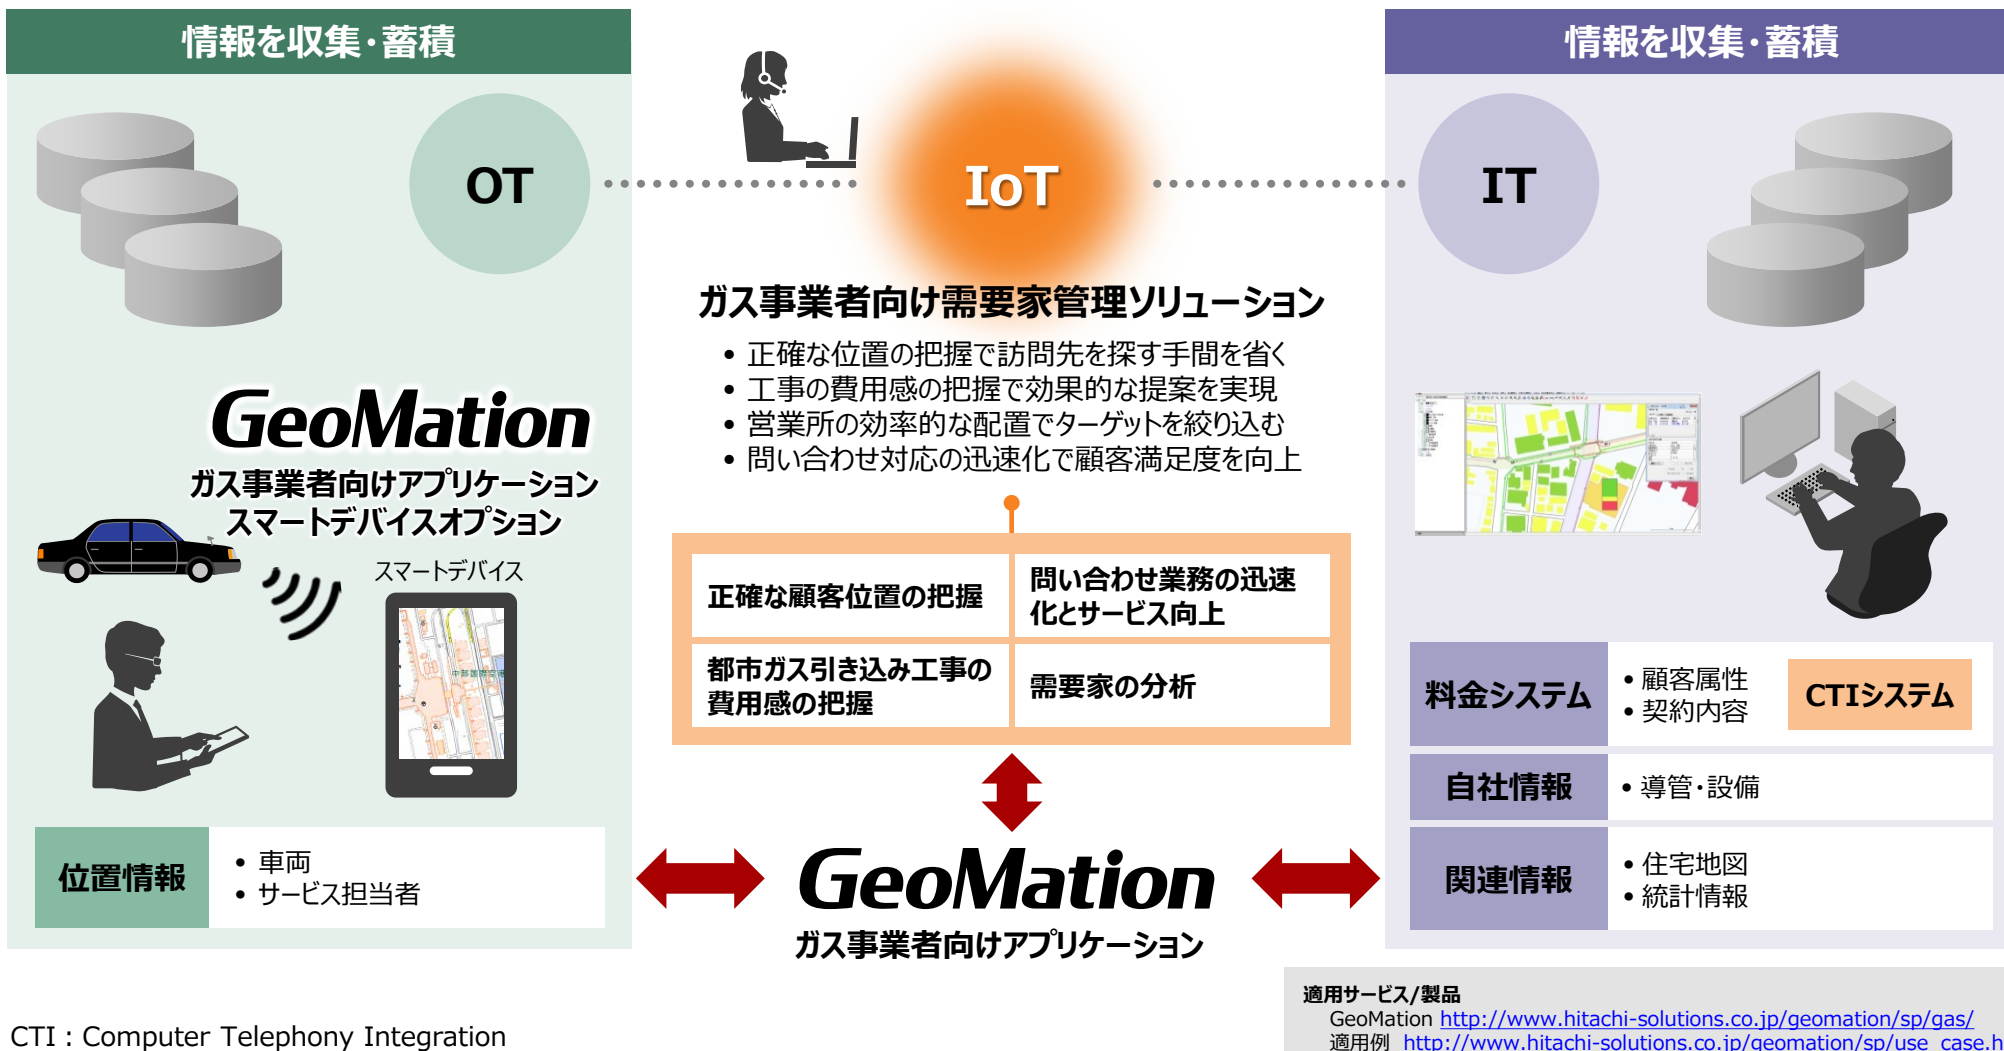 情報を収集・蓄積
OT
GeoMation
ガス事業者向けアプリケーション
スマートデバイスオプション
スマートデバイス
位置情報
• 車両
• サービス担当者
IoT
ガス事業者向け需要家管理ソリューション
• 正確な位置の把握で訪問先を探す手間を省く
• 工事の費用感の把握で効果的な提案を実現
• 営業所の効率的な配置でターゲットを絞り込む
• 問い合わせ対応の迅速化で顧客満足度を向上
正確な顧客位置の把握
問い合わせ業務の迅速
化とサービス向上
都市ガス引き込み工事の
費用感の把握
需要家の分析
GeoMation
ガス事業者向けアプリケーション
情報を収集・蓄積
IT
料金システム
• 顧客属性
• 契約内容
CTIシステム
自社情報
• 導管・設備
関連情報
• 住宅地図
• 統計情報
CTI：Computer Telephony Integration
適用サービス/製品
GeoMation http://www.hitachi-solutions.co.jp/geomation/sp/gas/
適用例 http://www.hitachi-solutions.co.jp/geomation/sp/use_case.h